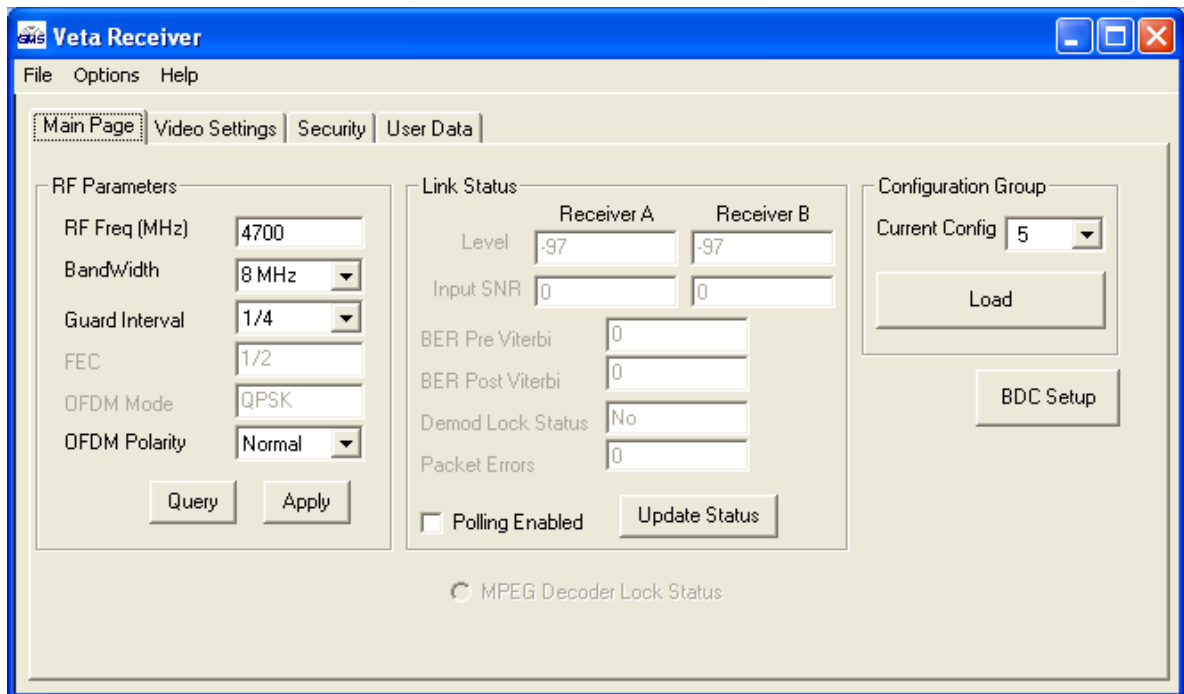 GMS Veta Receiver
File Options Help
Main Page Video Settings Security User Data
RF Parameters
RF Freq (MHz) 4700
BandWidth 8 MHz
Guard Interval 1/4
FEC 1/2
OFDM Mode QPSK
OFDM Polarity Normal
Query Apply
Link Status
Receiver A Receiver B
Level -97 -97
Input SNR 0 0
BER Pre Viterbi 0
BER Post Viterbi 0
Demod Lock Status No
Packet Errors 0
Polling Enabled Update Status
Configuration Group
Current Config 5
Load
BDC Setup
MPEG Decoder Lock Status